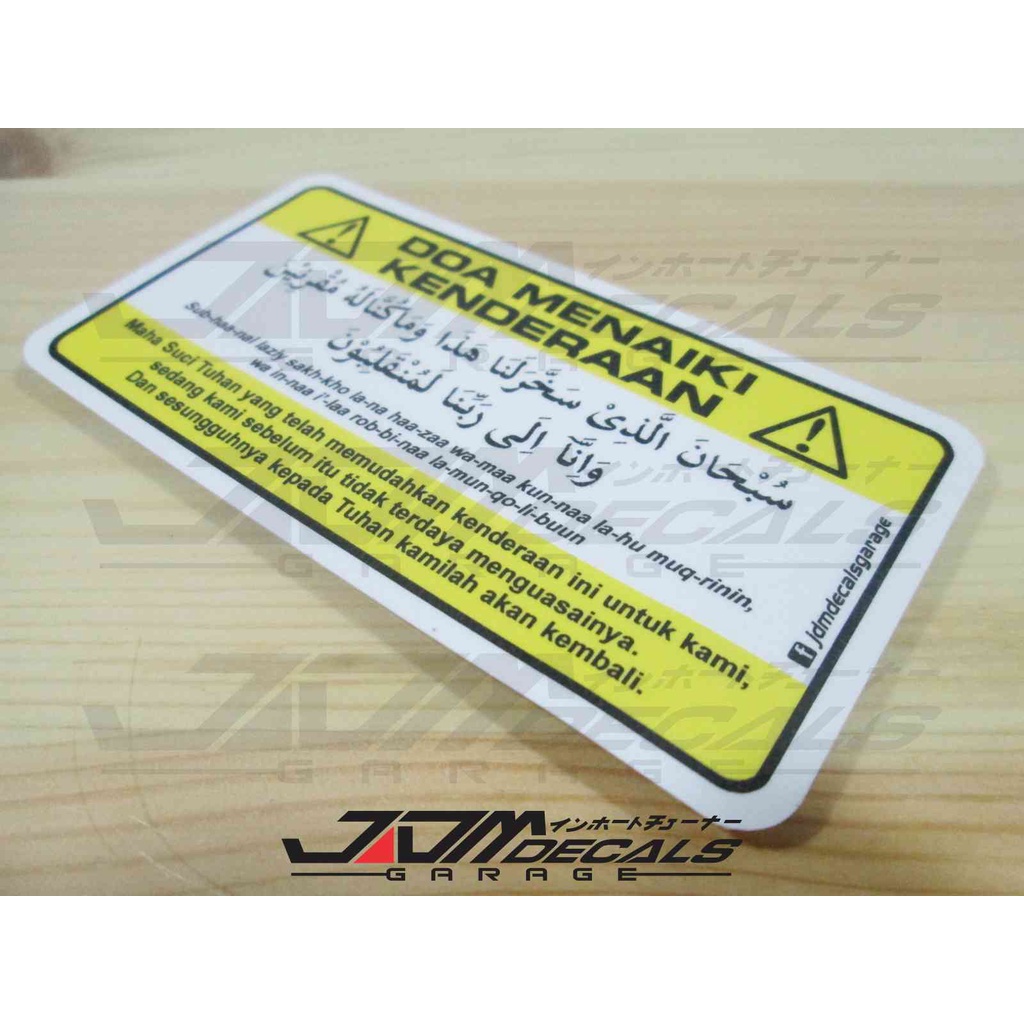 DOA MENAIKI
KENDERAAN
سُبْحَانَ الَّذِىْ سَخَّرَلَنَا هٰذَا وَمَاكُنَّالَهُ مُقْرِنِيْنَ
وَاِنَّآ اِلٰى رَبِّنَا لَمُنْقَلِبُوْنَ
Sub-haa-nal lazly sakh-kho la-na haa-zaa wa-maa kun-naa la-hu muq-rinin,
wa in-naa i'-laa rob-bi-naa la-mun-qo-li-buun
Maha Suci Tuhan yang telah memudahkan kenderaan ini untuk kami,
sedang kami sebelum itu tidak terdaya menguasainya.
Dan sesungguhnya kepada Tuhan kamilah akan kembali.
f/jdmdecalsgarage
インポートチューナー
JDM DECALS
GARAGE